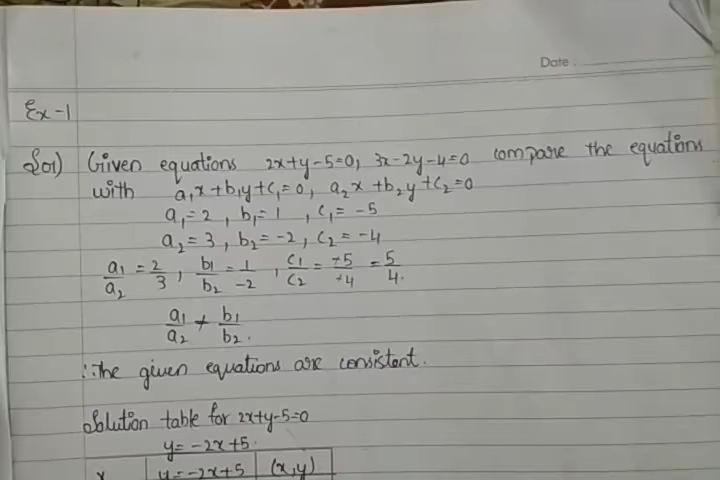 Date :
Ex-1
Sol) Given equations 2x+y-5=0, 3x-2y-4=0 compare the equations
with a₁x+b₁y+c₁=0, a₂x+b₂y+c₂=0
a₁=2, b₁=1, c₁=-5
a₂=3, b₂=-2, c₂=-4
a₁/a₂ = 2/3, b₁/b₂ = 1/-2, c₁/c₂ = -5/-4 = 5/4.
a₁/a₂ ≠ b₁/b₂.
∴ The given equations are consistent.
Solution table for 2x+y-5=0
y=-2x+5.
x | y=-2x+5 | (x,y)